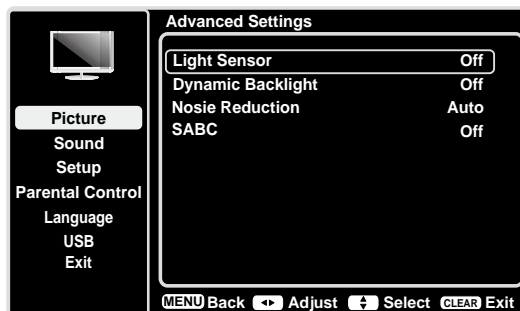 Advanced Settings
Light Sensor Off
Dynamic Backlight Off
Nosie Reduction Auto
SABC Off
Picture
Sound
Setup
Parental Control
Language
USB
Exit
MENU Back Adjust Select CLEAR Exit